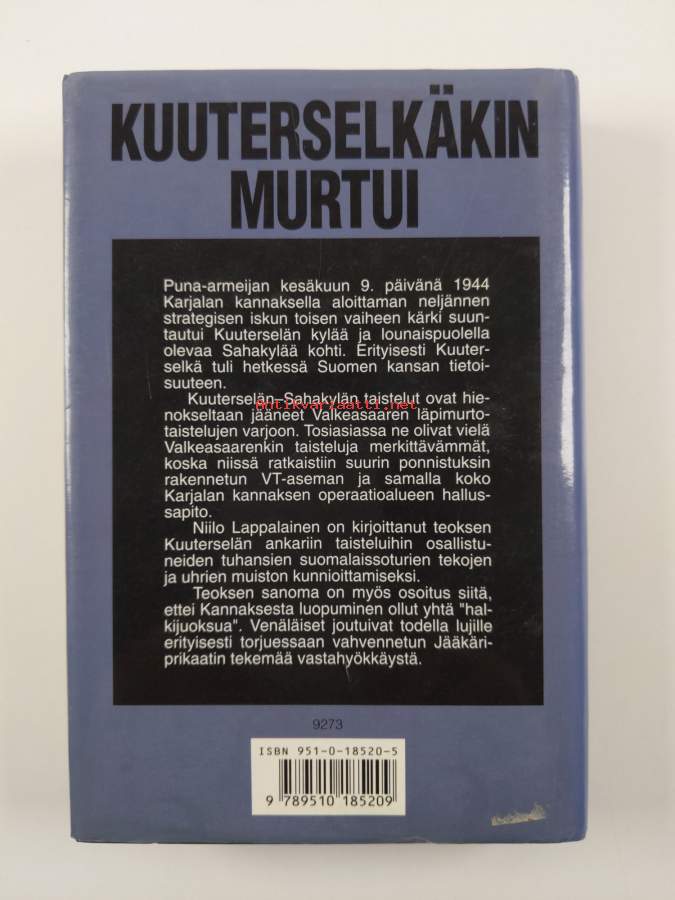 KUUTERSELKÄKIN
MURTUI
Puna-armeijan kesäkuun 9. päivänä 1944
Karjalan kannaksella aloittaman neljännen
strategisen iskun toisen vaiheen kärki suun-
tautui Kuuterselän kylää ja lounaispuolella
olevaa Sahakylää kohti. Erityisesti Kuuter-
selkä tuli hetkessä Suomen kansan tietoi-
suuteen.
Kuuterselän–Sahakylän taistelut ovat hie-
nokseltaan jääneet Valkeasaaren läpimurto-
Antikvariaatti.net
taistelujen varjoon. Tosiasiassa ne olivat vielä
Valkeasaarenkin taisteluja merkittävämmät,
koska niissä ratkaistiin suurin ponnistuksin
rakennetun VT-aseman ja samalla koko
Karjalan kannaksen operaatioalueen hallus-
sapito.
Niilo Lappalainen on kirjoittanut teoksen
Kuuterselän ankariin taisteluihin osallistu-
neiden tuhansien suomalaissoturien tekojen
ja uhrien muiston kunnioittamiseksi.
Teoksen sanoma on myös osoitus siitä,
ettei Kannaksesta luopuminen ollut yhtä "hal-
kijuoksua". Venäläiset joutuivat todella lujille
erityisesti torjuessaan vahvennetun Jääkäri-
prikaatin tekemää vastahyökkäystä.
9273
ISBN 951-0-18520-5
9 789510 185209